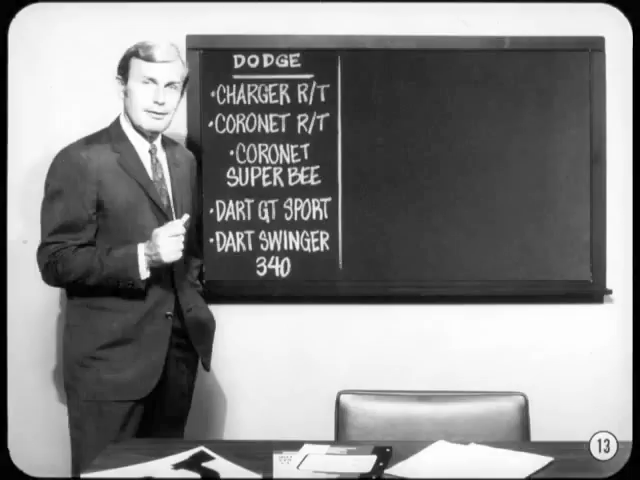 DODGE
•CHARGER R/T
•CORONET R/T
•CORONET
SUPER BEE
•DART GT SPORT
•DART SWINGER
340
13